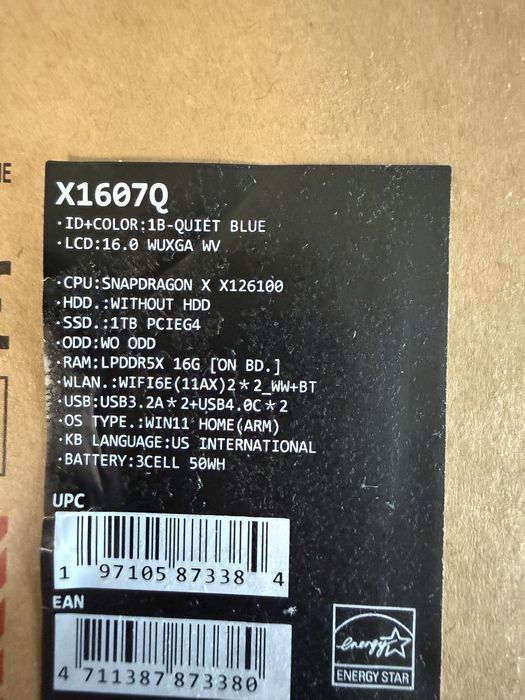 X1607Q
·ID+COLOR:1B-QUIET BLUE
·LCD:16.0 WUXGA WV
·CPU:SNAPDRAGON X X126100
·HDD.:WITHOUT HDD
·SSD.:1TB PCIEG4
·ODD:WO ODD
·RAM:LPDDR5X 16G [ON BD.]
·WLAN.:WIFI6E(11AX)2*2_WW+BT
·USB:USB3.2A*2+USB4.0C*2
·OS TYPE.:WIN11 HOME(ARM)
·KB LANGUAGE:US INTERNATIONAL
·BATTERY:3CELL 50WH
UPC
1 97105 87338 4
EAN
4 711387 873380
energy
ENERGY STAR